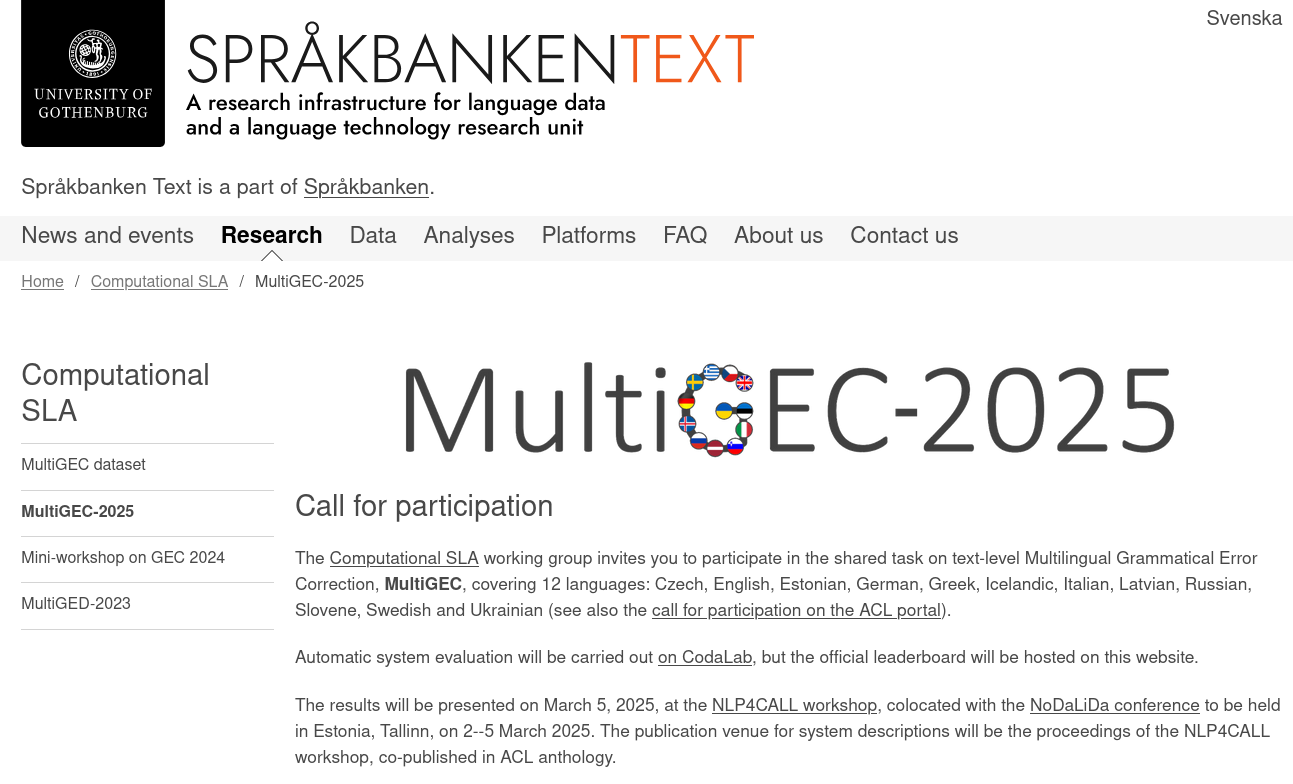 Svenska
UNIVERSITY OF
GOTHENBURG
SPRÅKBANKENTEXT
A research infrastructure for language data
and a language technology research unit
Språkbanken Text is a part of Språkbanken.
News and events Research Data Analyses Platforms FAQ About us Contact us
Home / Computational SLA / MultiGEC-2025
Computational
SLA
MultiGEC dataset
MultiGEC-2025
Mini-workshop on GEC 2024
MultiGED-2023
MultiGEC-2025
Call for participation
The Computational SLA working group invites you to participate in the shared task on text-level Multilingual Grammatical Error
Correction, MultiGEC, covering 12 languages: Czech, English, Estonian, German, Greek, Icelandic, Italian, Latvian, Russian,
Slovene, Swedish and Ukrainian (see also the call for participation on the ACL portal).
Automatic system evaluation will be carried out on CodaLab, but the official leaderboard will be hosted on this website.
The results will be presented on March 5, 2025, at the NLP4CALL workshop, colocated with the NoDaLiDa conference to be held
in Estonia, Tallinn, on 2--5 March 2025. The publication venue for system descriptions will be the proceedings of the NLP4CALL
workshop, co-published in ACL anthology.